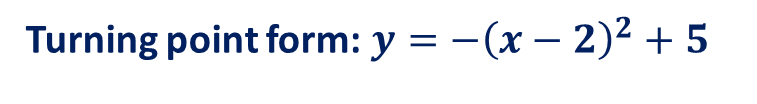 Turning point form: y = −(x − 2)² + 5